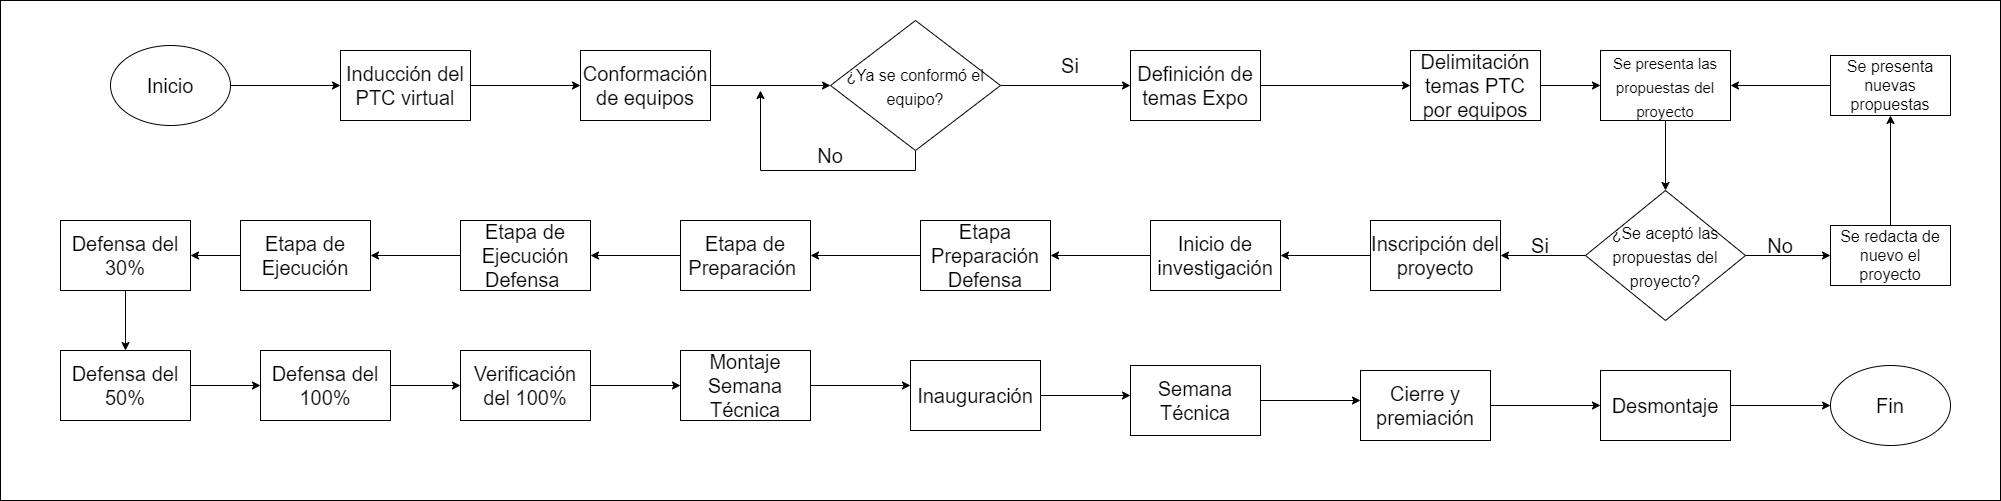 Inicio
Inducción del
PTC virtual
Conformación
de equipos
¿Ya se conformó el
equipo?
Si
No
Definición de
temas Expo
Delimitación
temas PTC
por equipos
Se presenta las
propuestas del
proyecto
Se presenta
nuevas
propuestas
¿Se aceptó las
propuestas del
proyecto?
No
Se redacta de
nuevo el
proyecto
Si
Inscripción del
proyecto
Inicio de
investigación
Etapa
Preparación
Defensa
Etapa de
Preparación
Etapa de
Ejecución
Defensa
Etapa de
Ejecución
Defensa del
30%
Defensa del
50%
Defensa del
100%
Verificación
del 100%
Montaje
Semana
Técnica
Inauguración
Semana
Técnica
Cierre y
premiación
Desmontaje
Fin